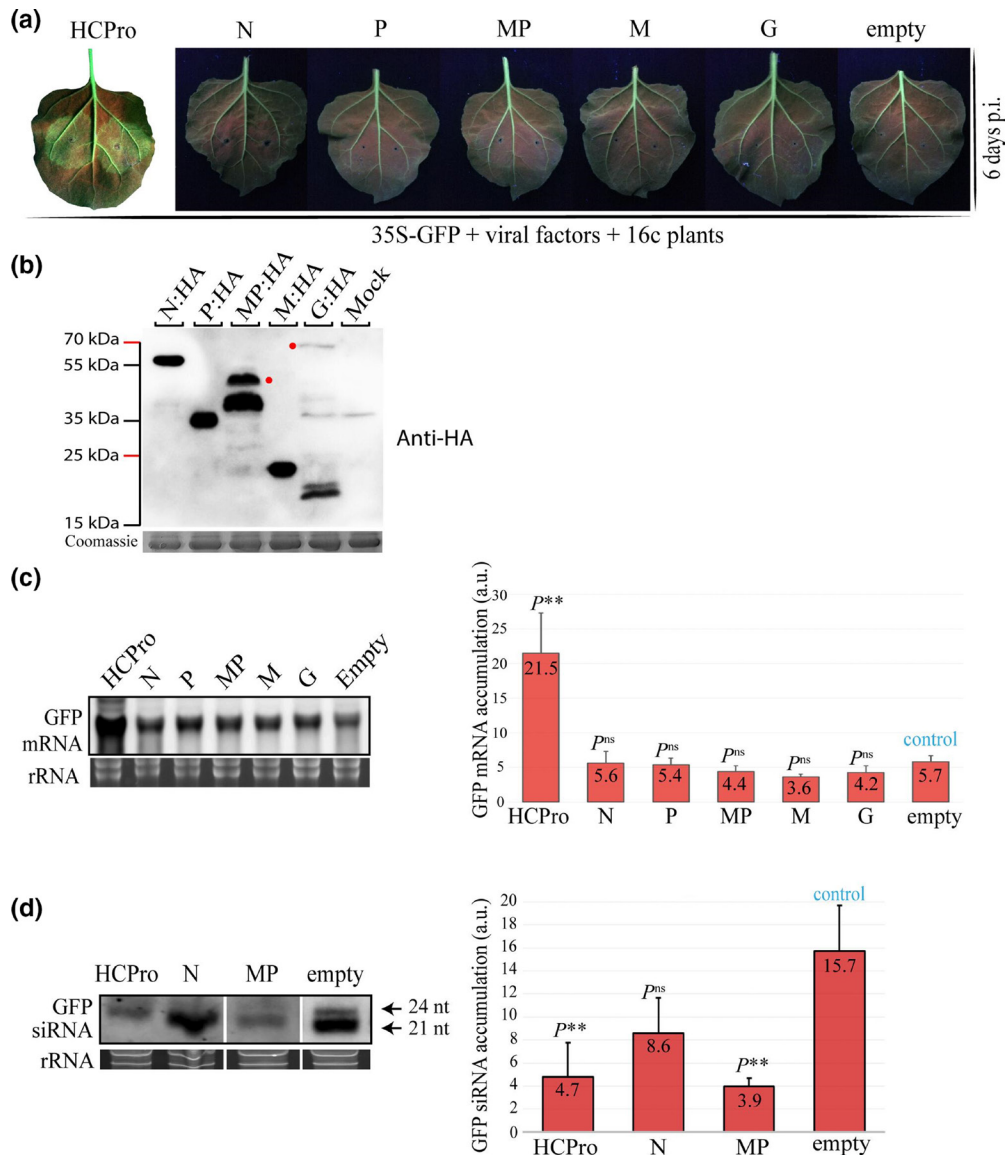 (a)
HCPro N P MP M G empty
6 days p.i.
35S-GFP + viral factors + 16c plants
(b)
N:HA P:HA MP:HA M:HA G:HA Mock
70 kDa
55 kDa
35 kDa
25 kDa
15 kDa
Anti-HA
Coomassie
(c)
HCPro N P MP M G Empty
GFP
mRNA
rRNA
GFP mRNA accumulation (a.u.)
30
25
20
15
10
5
0
P**
Pns
Pns
Pns
Pns
Pns
control
21.5
5.6
5.4
4.4
3.6
4.2
5.7
HCPro N P MP M G empty
(d)
HCPro N MP empty
GFP
siRNA
24 nt
21 nt
rRNA
GFP siRNA accumulation (a.u.)
20
18
16
14
12
10
8
6
4
2
0
P**
Pns
P**
control
4.7
8.6
3.9
15.7
HCPro N MP empty